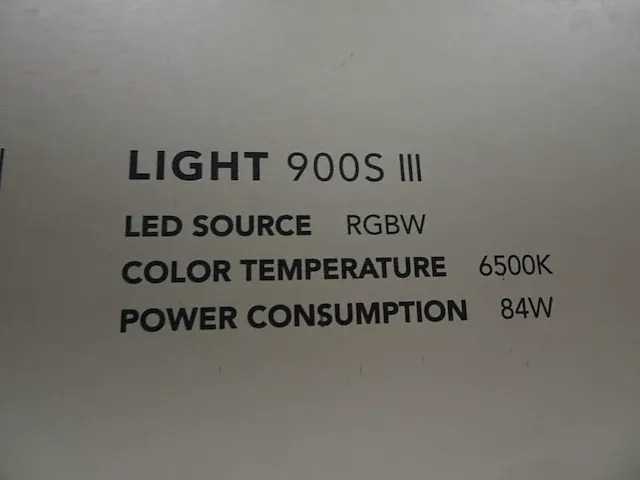 LIGHT 900S III
LED SOURCE RGBW
COLOR TEMPERATURE 6500K
POWER CONSUMPTION 84W